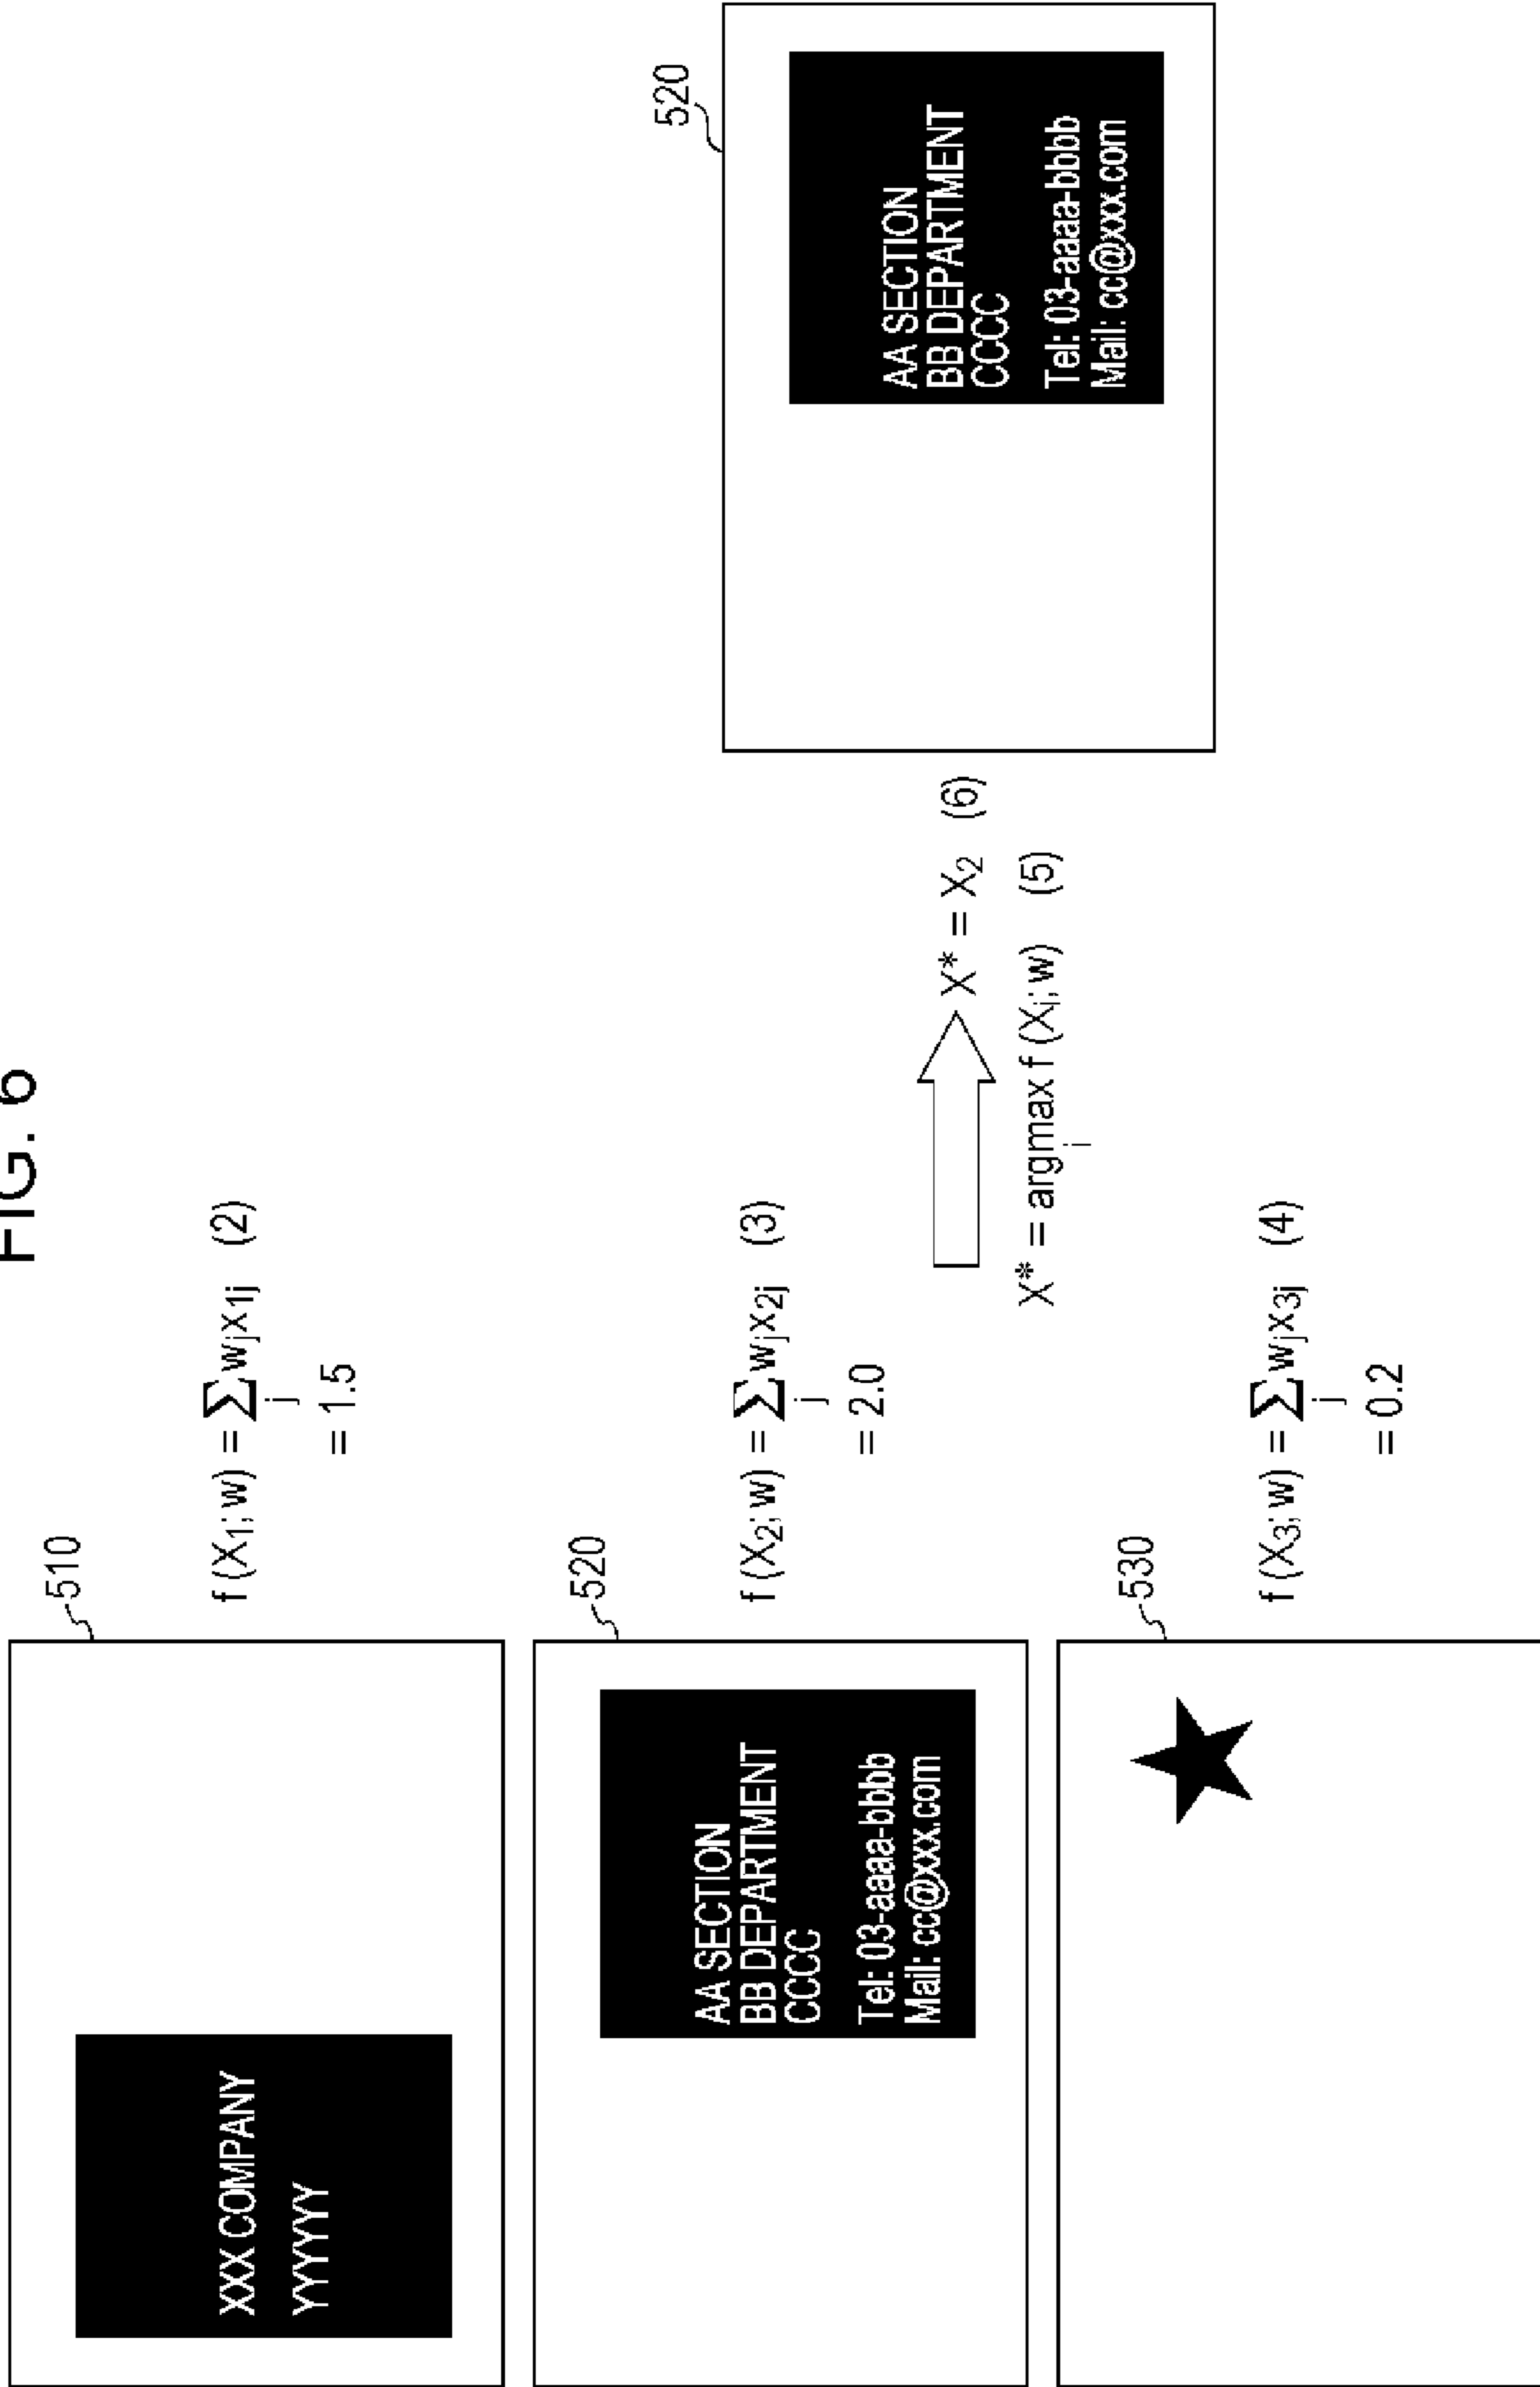 FIG. 6
510
XXX COMPANY
YYYYYY
f (X₁; w) = ∑ wⱼx₁ⱼ (2)
j
= 1.5
520
AA SECTION
BB DEPARTMENT
CCCC
Tel: 03-aaaa-bbbb
Mail: cc@xxx.com
f (X₂; w) = ∑ wⱼx₂ⱼ (3)
j
= 2.0
530
f (X₃; w) = ∑ wⱼx₃ⱼ (4)
j
= 0.2
X* = X₂ (6)
X* = argmax f (Xᵢ; w) (5)
i
520
AA SECTION
BB DEPARTMENT
CCCC
Tel: 03-aaaa-bbbb
Mail: cc@xxx.com